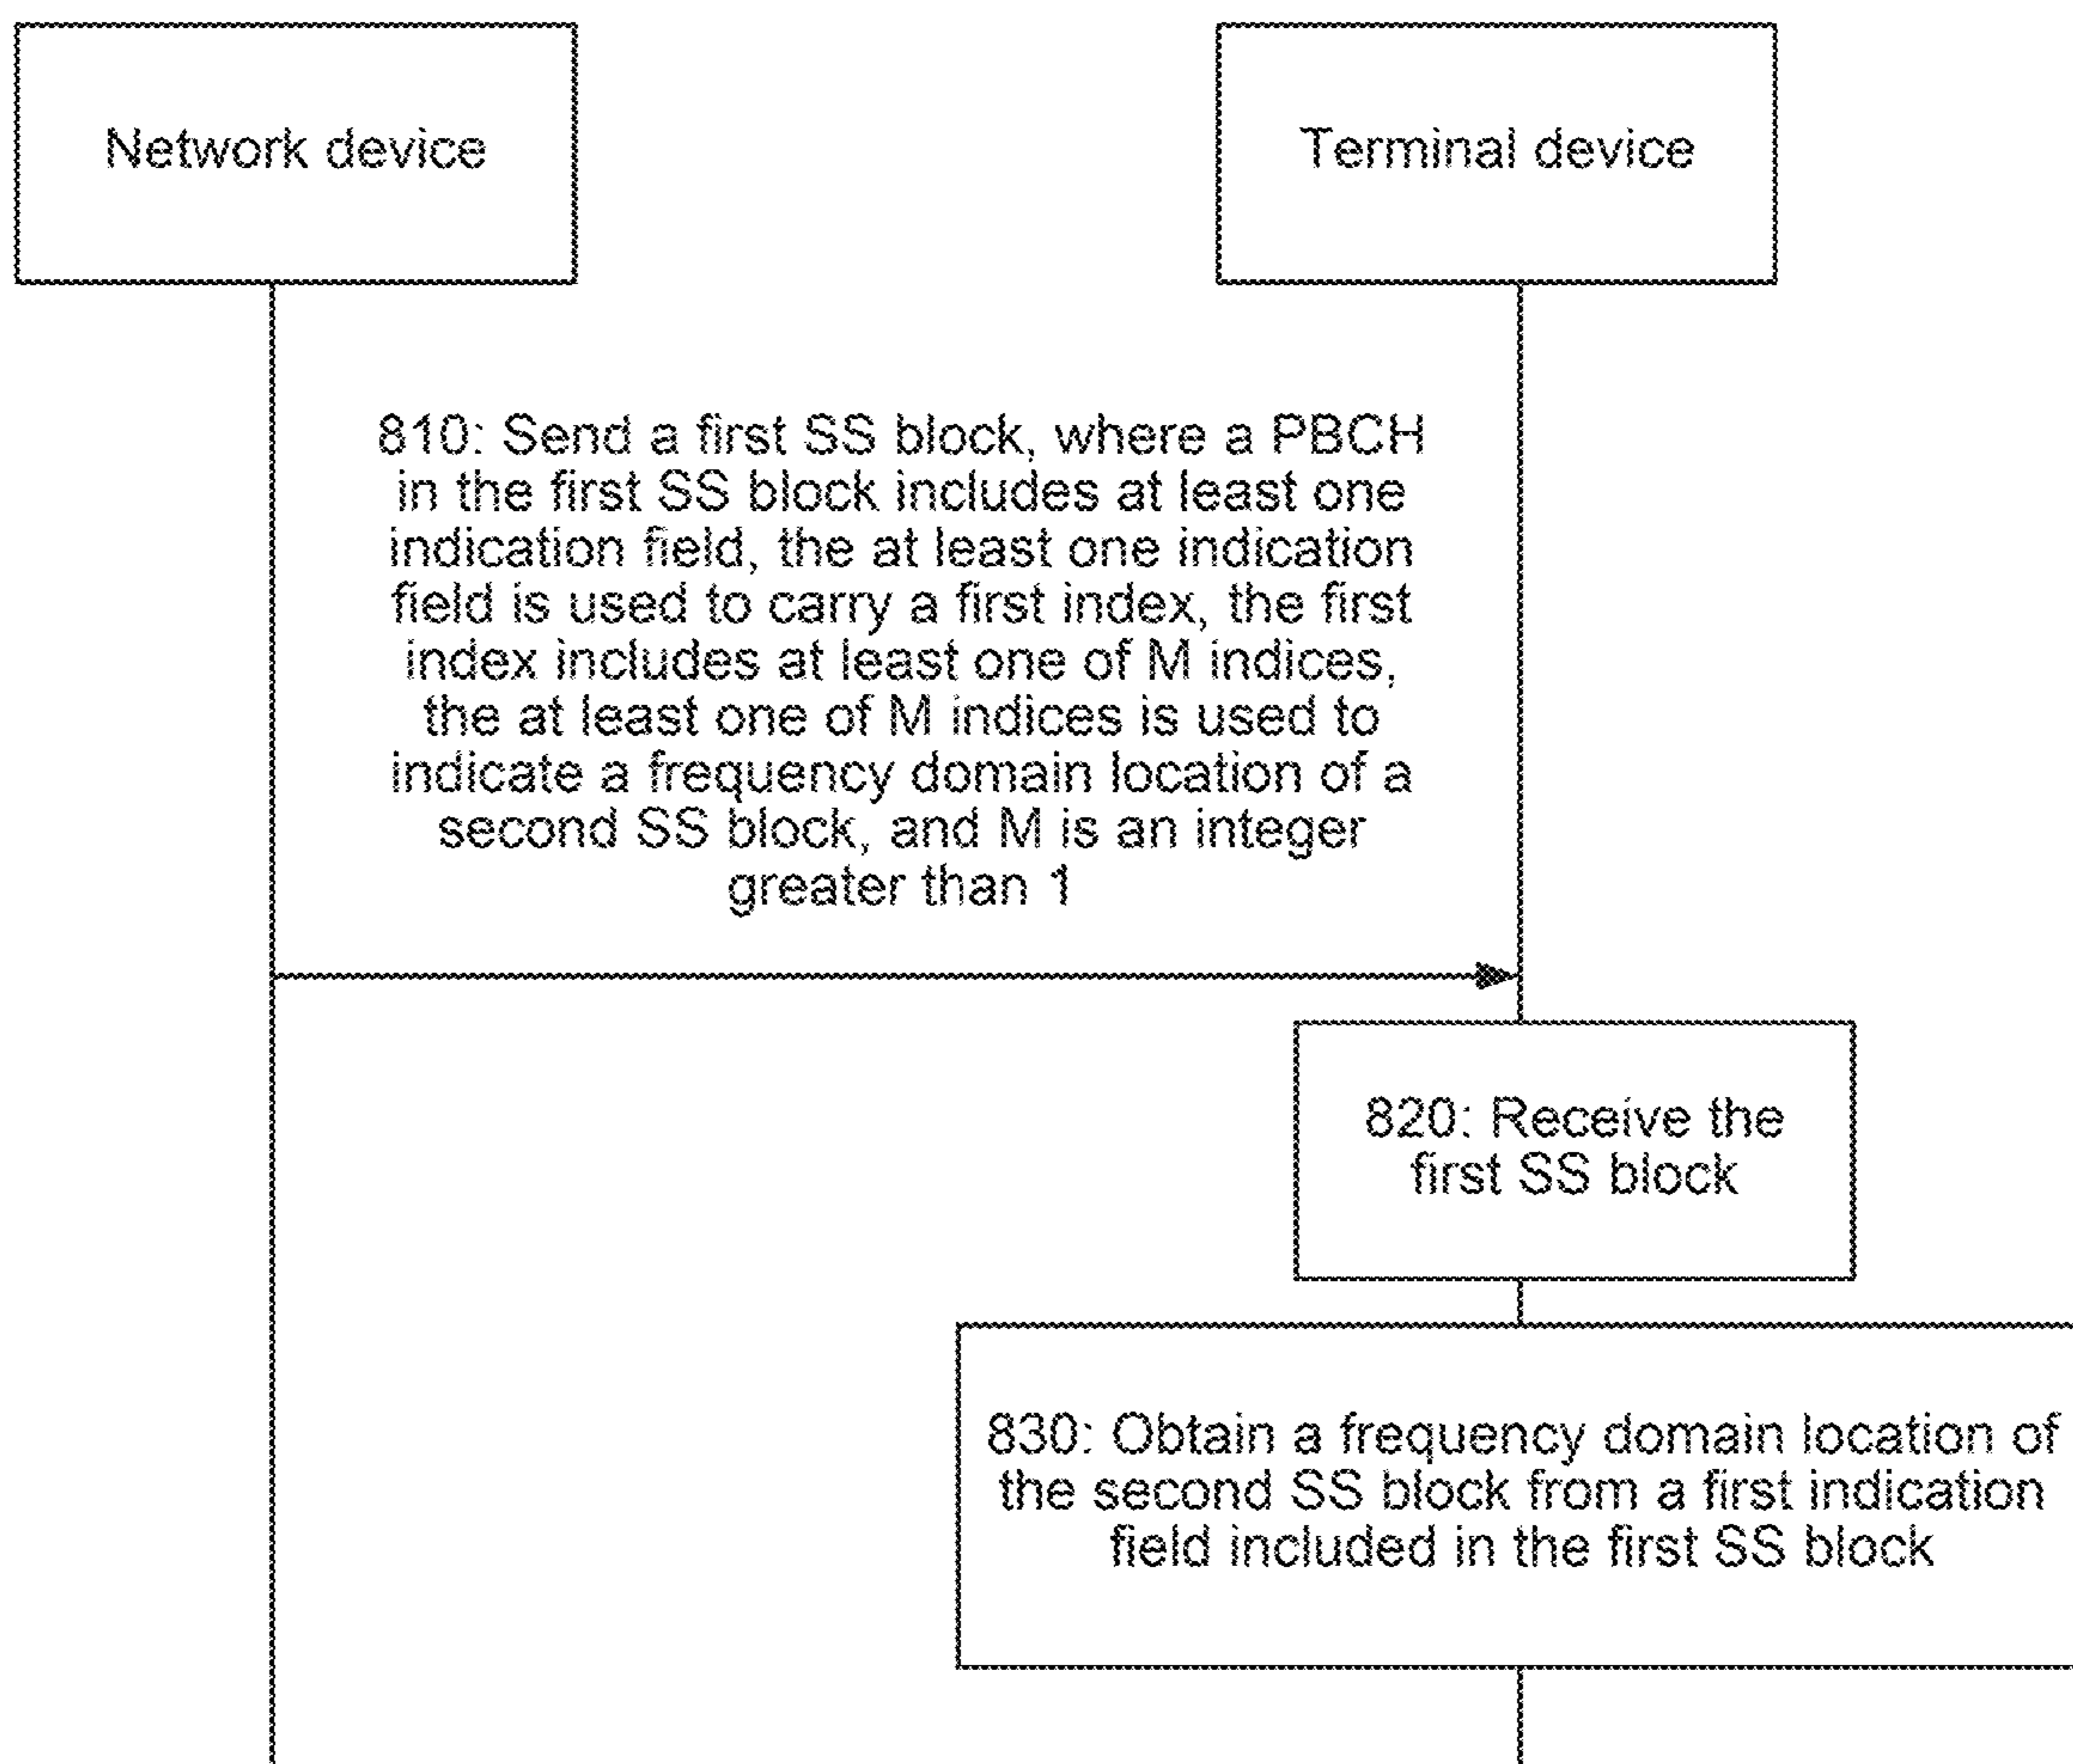 Network device
Terminal device
810: Send a first SS block, where a PBCH
in the first SS block includes at least one
indication field, the at least one indication
field is used to carry a first index, the first
index includes at least one of M indices,
the at least one of M indices is used to
indicate a frequency domain location of a
second SS block, and M is an integer
greater than 1
820: Receive the
first SS block
830: Obtain a frequency domain location of
the second SS block from a first indication
field included in the first SS block